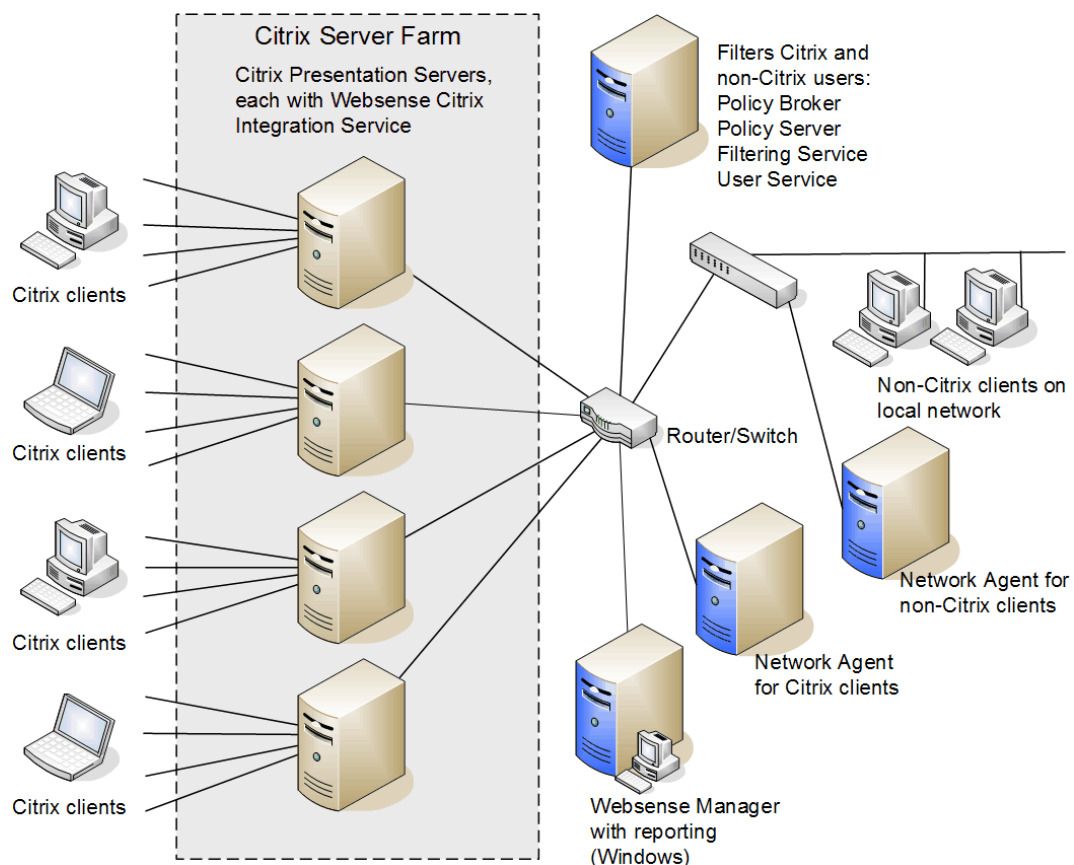 Citrix Server Farm
Citrix Presentation Servers,
each with Websense Citrix
Integration Service
Filters Citrix and
non-Citrix users:
Policy Broker
Policy Server
Filtering Service
User Service
Citrix clients
Citrix clients
Citrix clients
Citrix clients
Router/Switch
Non-Citrix clients on
local network
Network Agent for
non-Citrix clients
Network Agent
for Citrix clients
Websense Manager
with reporting
(Windows)